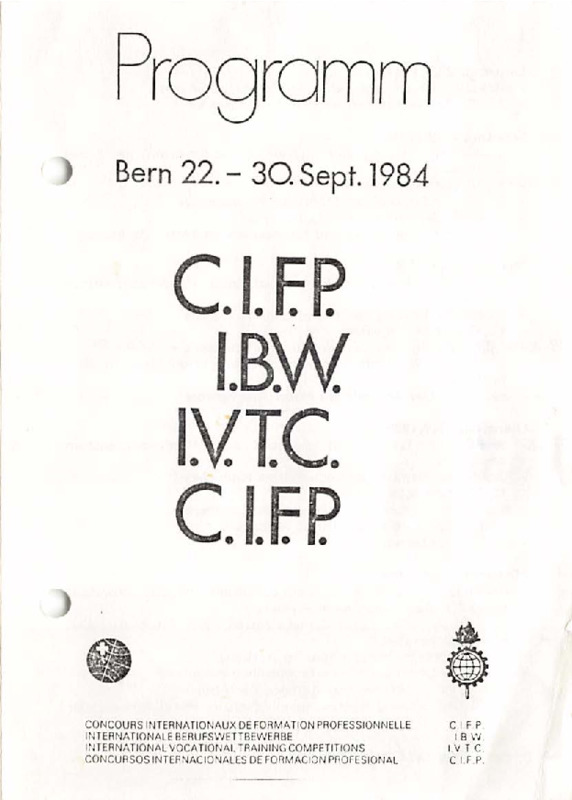 Programm
Bern 22. – 30. Sept. 1984
C.I.F.P.
I.B.W.
I.V.T.C.
C.I.F.P.
CONCOURS INTERNATIONAUX DE FORMATION PROFESSIONNELLE C.I.F.P.
INTERNATIONALE BERUFSWETTBEWERBE I.B.W.
INTERNATIONAL VOCATIONAL TRAINING COMPETITIONS I.V.T.C.
CONCURSOS INTERNACIONALES DE FORMACION PROFESIONAL C.I.F.P.